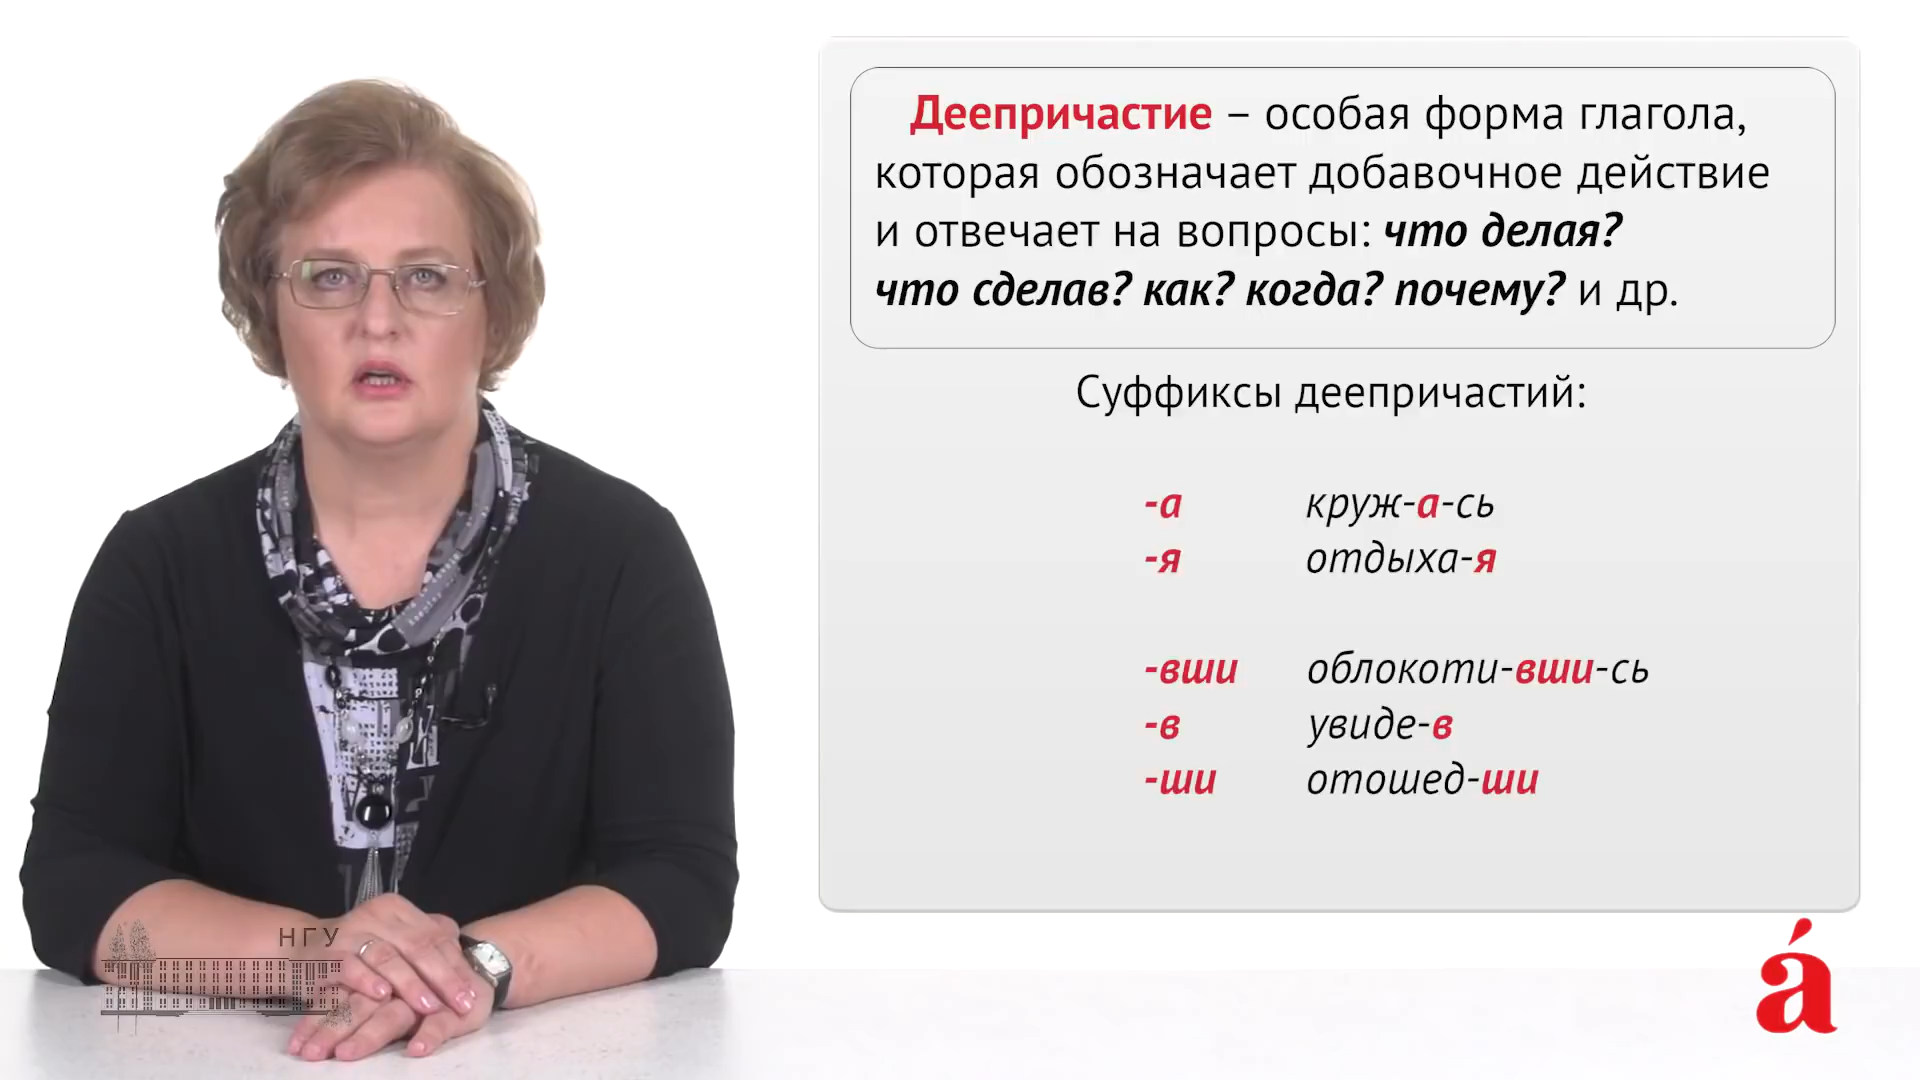 Деепричастие – особая форма глагола,
которая обозначает добавочное действие
и отвечает на вопросы: что делая?
что сделав? как? когда? почему? и др.
Суффиксы деепричастий:
-а круж-а-сь
-я отдыха-я
-вши облокоти-вши-сь
-в увиде-в
-ши отошед-ши
НГУ
á